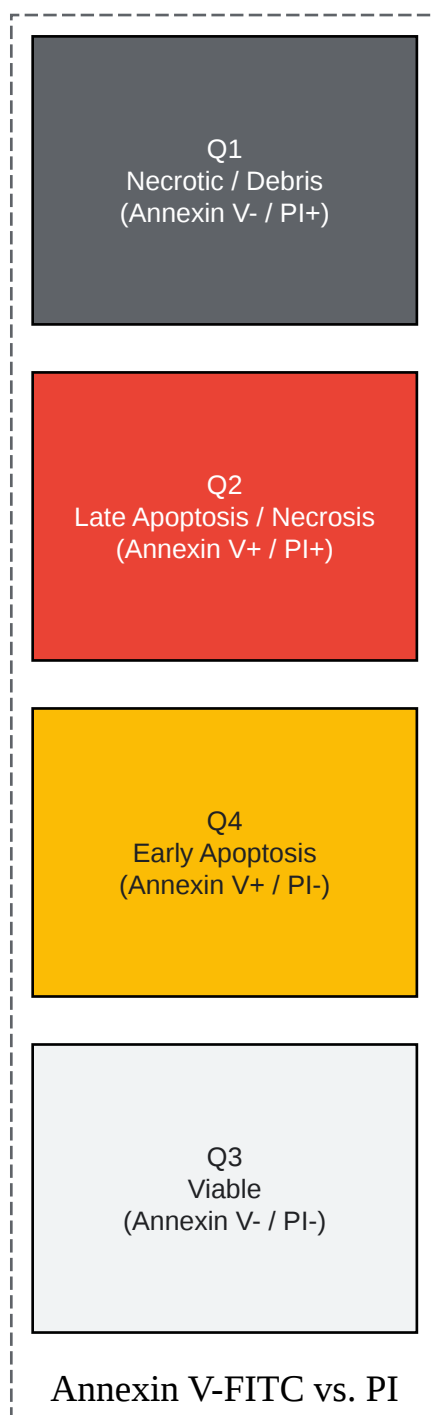 Q1
Necrotic / Debris
(Annexin V- / PI+)
Q2
Late Apoptosis / Necrosis
(Annexin V+ / PI+)
Q4
Early Apoptosis
(Annexin V+ / PI-)
Q3
Viable
(Annexin V- / PI-)
Annexin V-FITC vs. PI